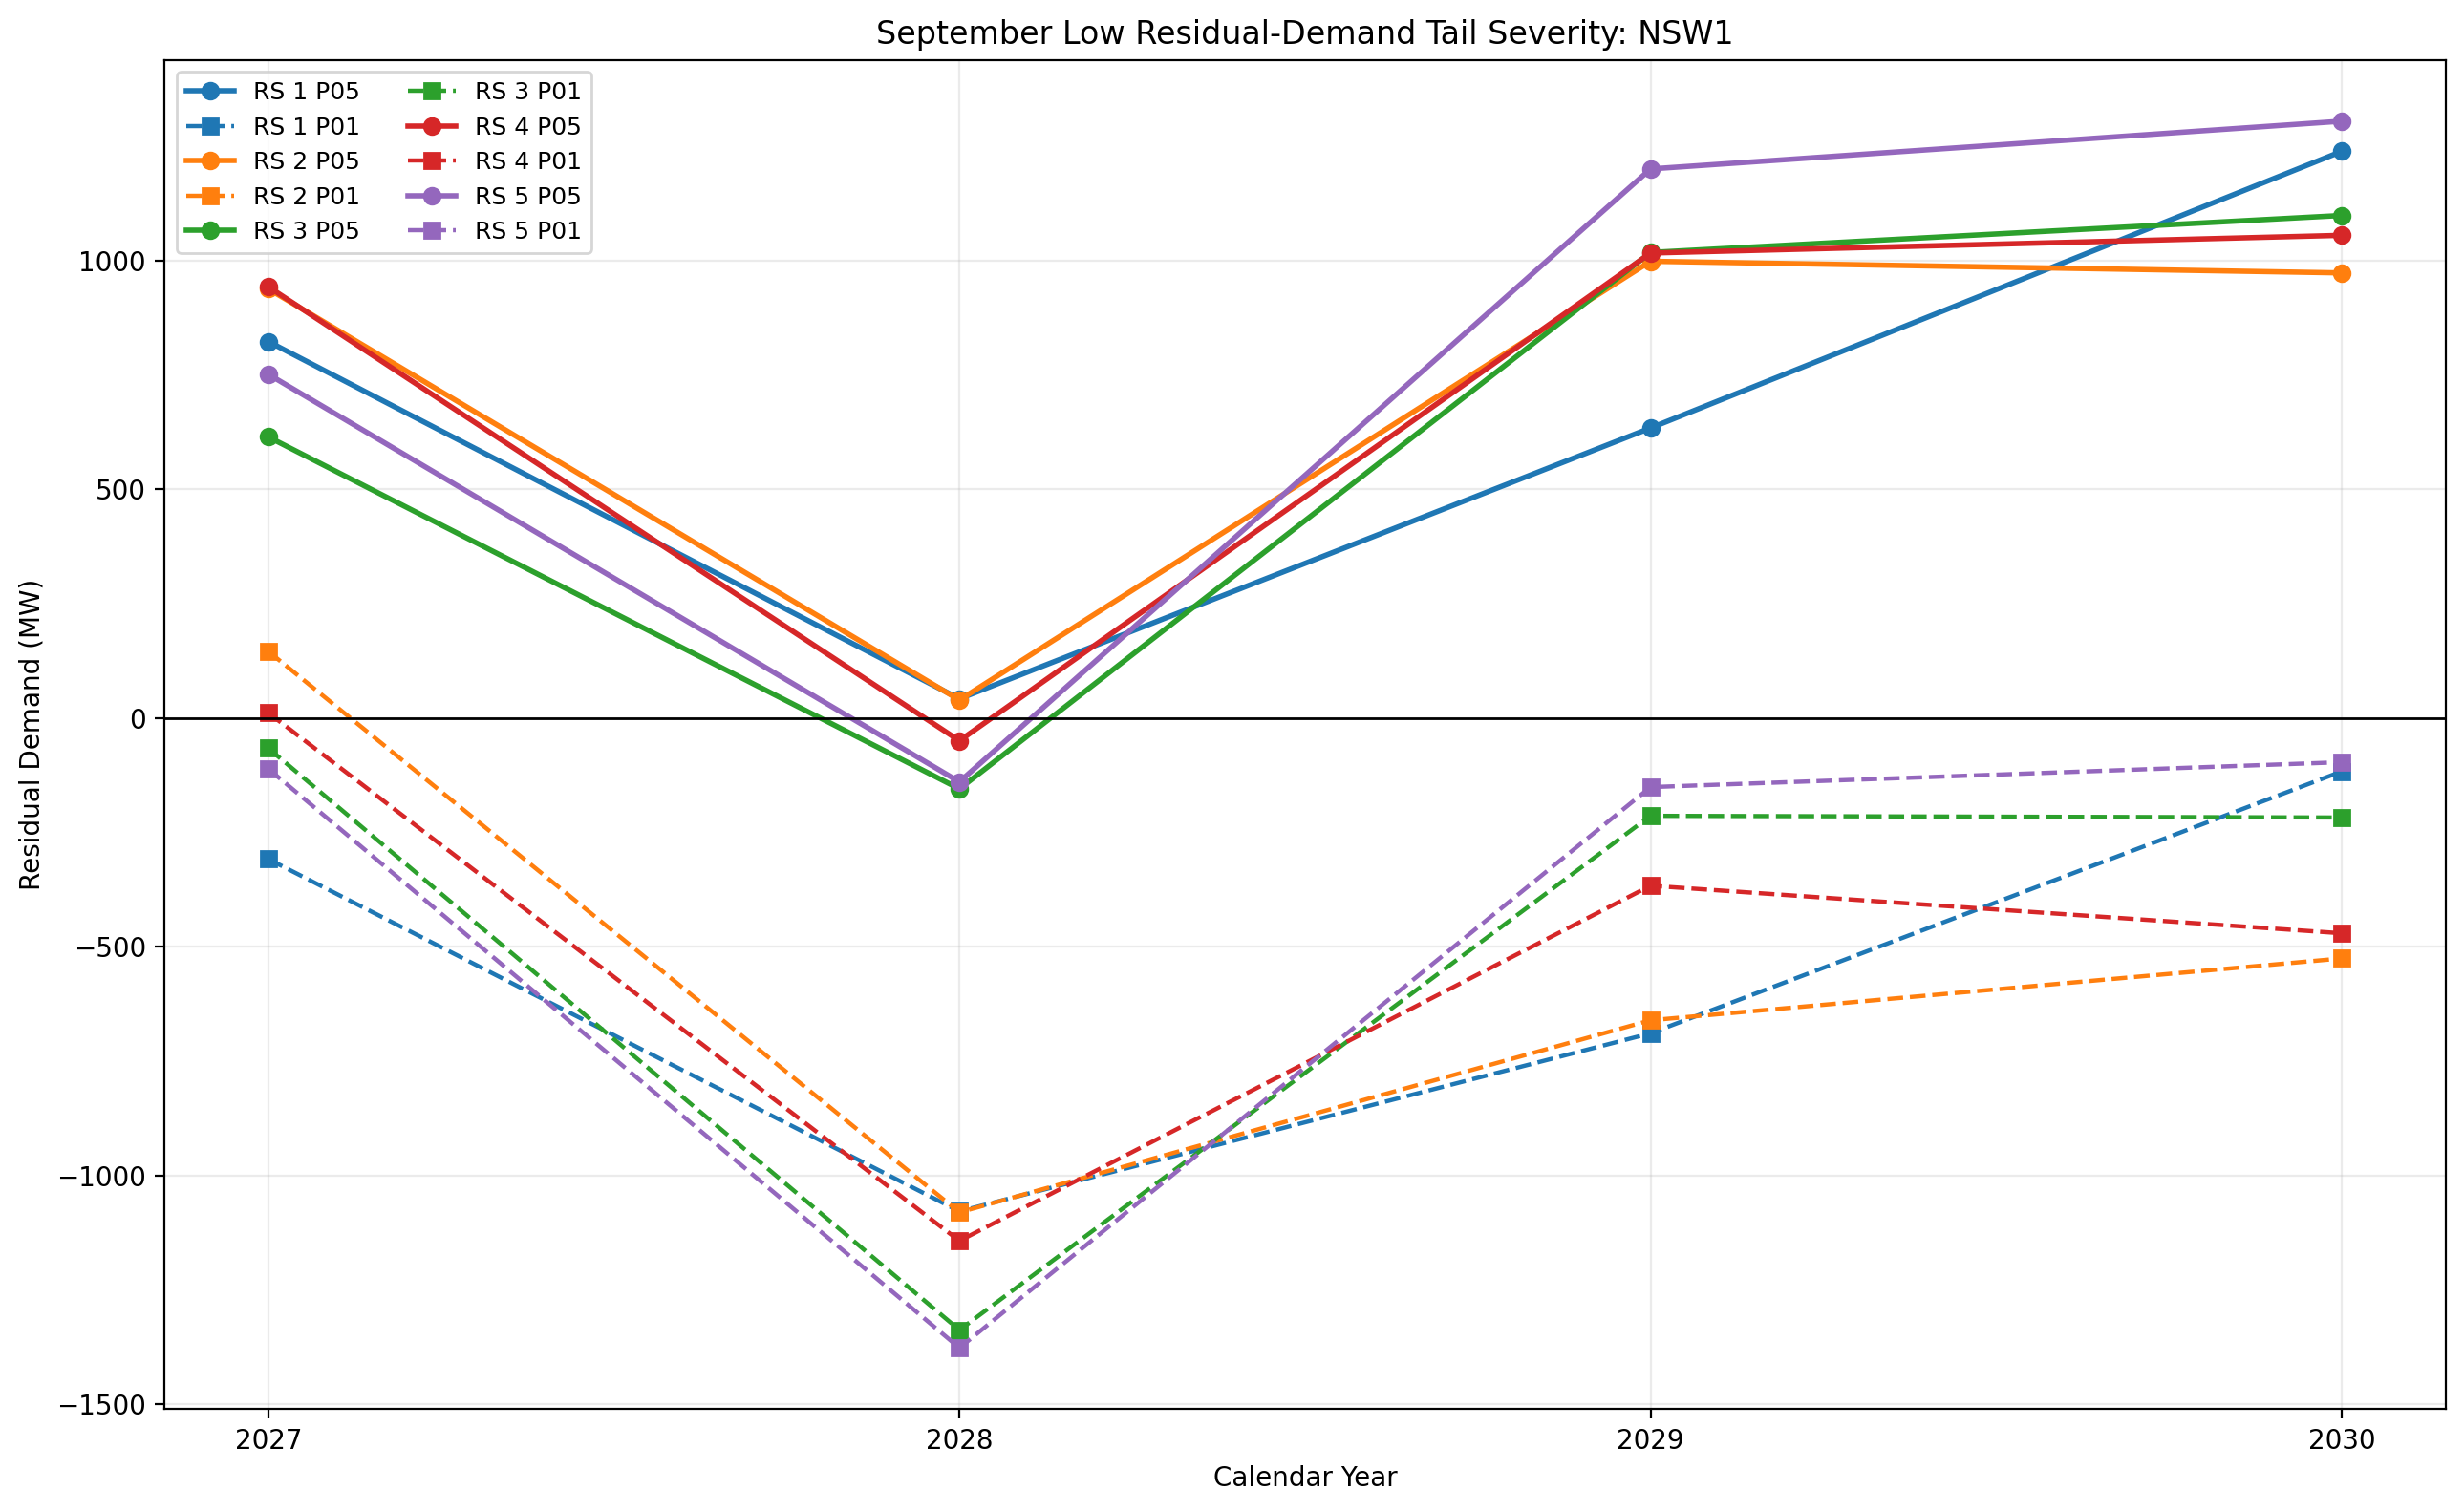 September Low Residual-Demand Tail Severity: NSW1
RS 1 P05
RS 1 P01
RS 2 P05
RS 2 P01
RS 3 P05
RS 3 P01
RS 4 P05
RS 4 P01
RS 5 P05
RS 5 P01
Residual Demand (MW)
1000
500
0
−500
−1000
−1500
2027
2028
2029
2030
Calendar Year